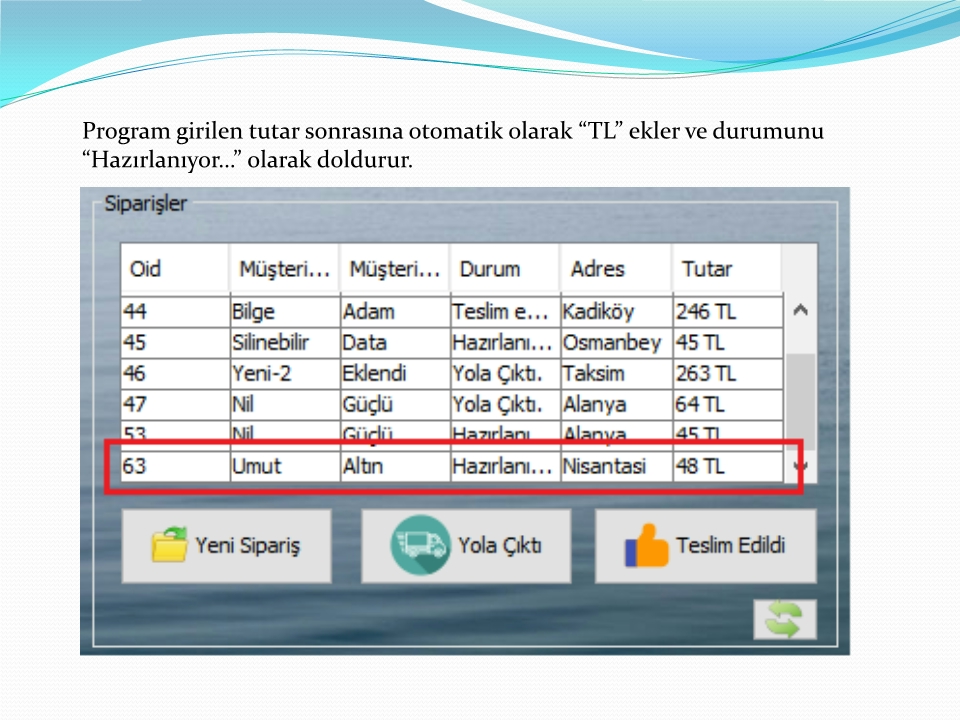 Program girilen tutar sonrasına otomatik olarak “TL” ekler ve durumunu
“Hazırlanıyor…” olarak doldurur.
Siparişler
Oid Müşteri... Müşteri... Durum Adres Tutar
44 Bilge Adam Teslim e... Kadiköy 246 TL
45 Silinebilir Data Hazırlanı... Osmanbey 45 TL
46 Yeni-2 Eklendi Yola Çıktı. Taksim 263 TL
47 Nil Güçlü Yola Çıktı. Alanya 64 TL
53 Nil Güçlü Hazırlanı... Alanya 45 TL
63 Umut Altın Hazırlanı... Nisantasi 48 TL
Yeni Sipariş Yola Çıktı Teslim Edildi